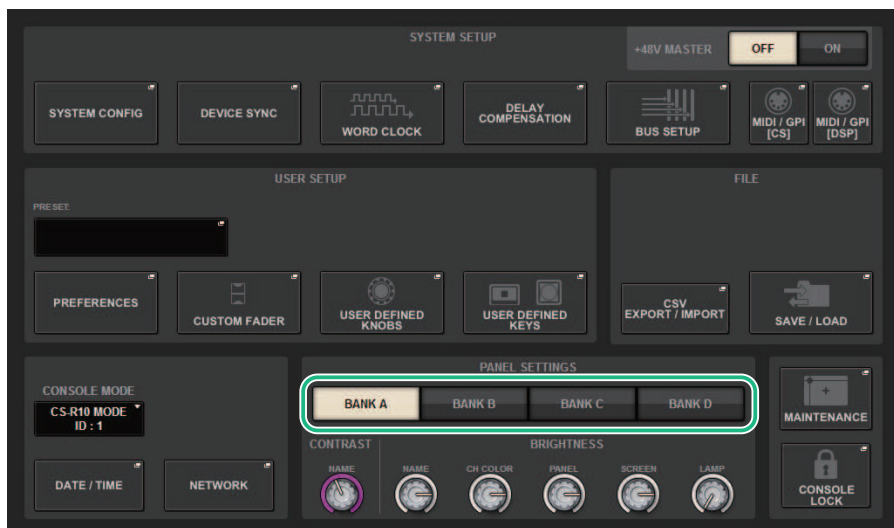 SYSTEM SETUP
+48V MASTER
OFF
ON
SYSTEM CONFIG
DEVICE SYNC
WORD CLOCK
DELAY
COMPENSATION
BUS SETUP
MIDI / GPI
[CS]
MIDI / GPI
[DSP]
USER SETUP
PRESET
PREFERENCES
CUSTOM FADER
USER DEFINED
KNOBS
USER DEFINED
KEYS
FILE
CSV
EXPORT / IMPORT
SAVE / LOAD
CONSOLE MODE
CS-R10 MODE
ID : 1
DATE / TIME
NETWORK
PANEL SETTINGS
BANK A
BANK B
BANK C
BANK D
CONTRAST
BRIGHTNESS
NAME
NAME
CH COLOR
PANEL
SCREEN
LAMP
MAINTENANCE
CONSOLE
LOCK